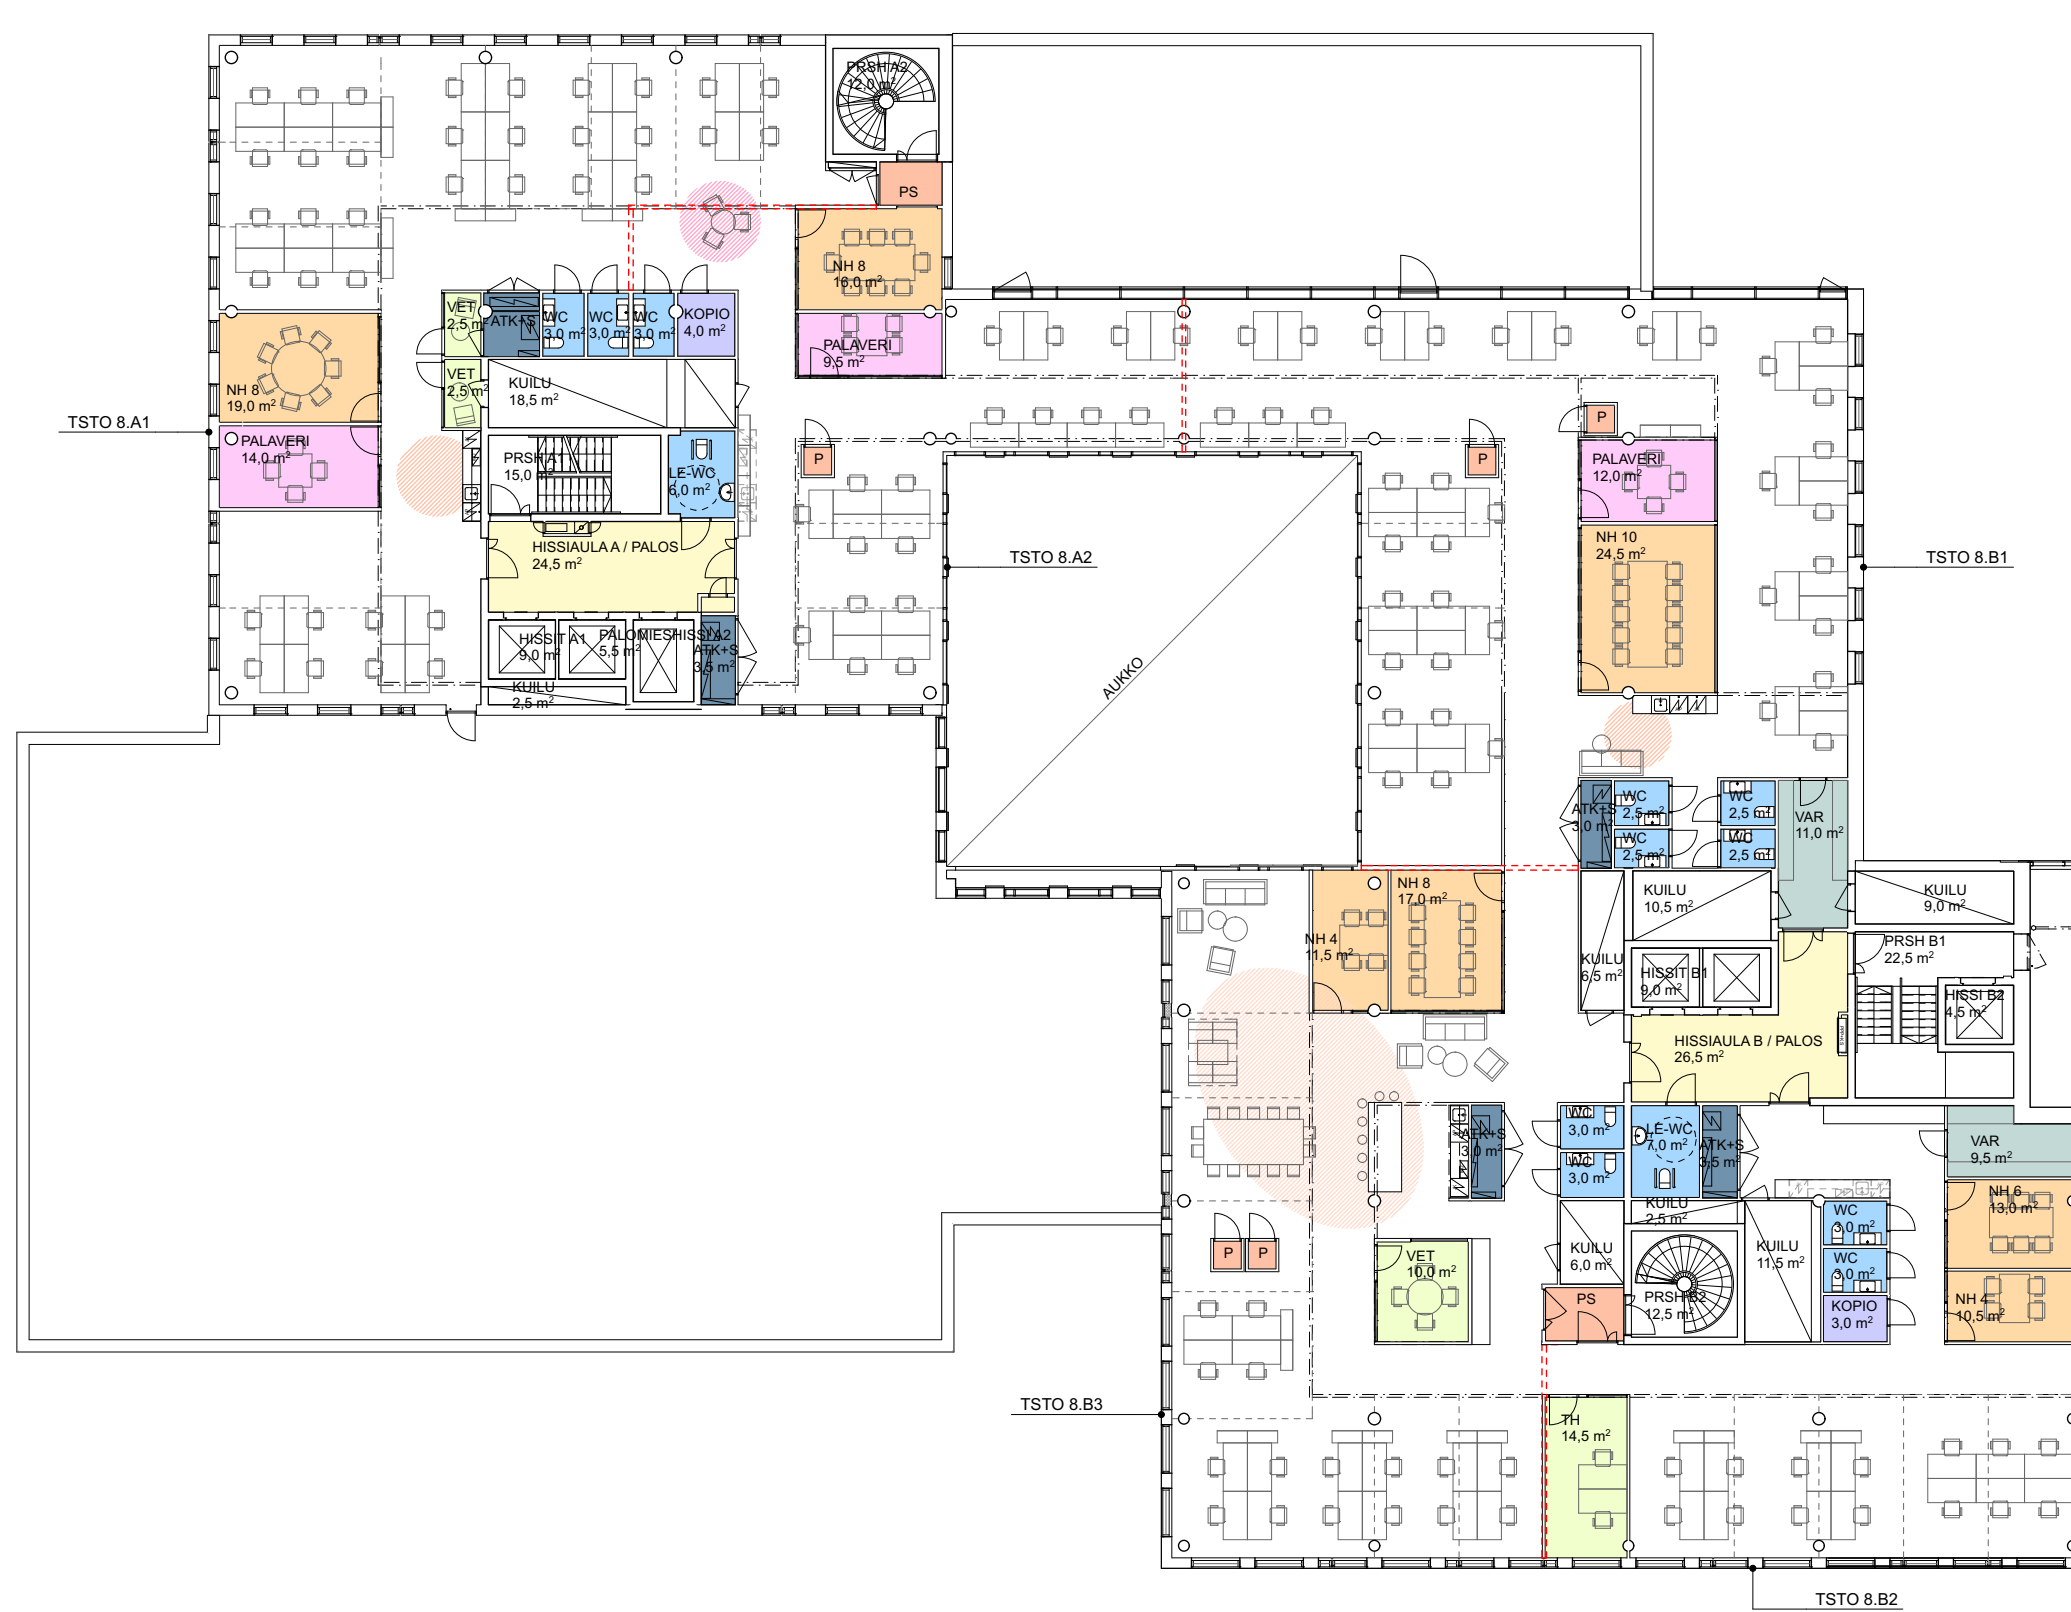 PRSH A2
12,0 m²
PS
NH 8
16,0 m²
VET
2,5 m²
ATK+S
WC
3,0 m²
WC
3,0 m²
WC
3,0 m²
KOPIO
4,0 m²
PALAVERI
9,5 m²
NH 8
19,0 m²
VET
2,5 m²
KUILU
18,5 m²
TSTO 8.A1
PALAVERI
14,0 m²
PRSH A1
15,0 m²
LE-WC
6,0 m²
P
P
P
PALAVERI
12,0 m²
HISSIAULA A / PALOS
24,5 m²
TSTO 8.A2
NH 10
24,5 m²
TSTO 8.B1
HISSIT A1
9,0 m²
PALOMIESHISSI A2
5,5 m²
ATK+S
3,5 m²
KUILU
2,5 m²
AUKKO
ATK+S
3,0 m²
WC
2,5 m²
WC
2,5 m²
WC
2,5 m²
WC
2,5 m²
VAR
11,0 m²
NH 8
17,0 m²
NH 4
11,5 m²
KUILU
10,5 m²
KUILU
9,0 m²
KUILU
6,5 m²
HISSIT B1
9,0 m²
PRSH B1
22,5 m²
HISSI B2
4,5 m²
HISSIAULA B / PALOS
26,5 m²
ATK+S
3,0 m²
WC
3,0 m²
WC
3,0 m²
LE-WC
7,0 m²
ATK+S
3,5 m²
VAR
9,5 m²
KUILU
2,5 m²
NH 6
13,0 m²
WC
3,0 m²
WC
3,0 m²
KOPIO
3,0 m²
P
P
VET
10,0 m²
KUILU
6,0 m²
KUILU
11,5 m²
PS
PRSH B2
12,5 m²
NH 4
10,5 m²
TSTO 8.B3
TH
14,5 m²
TSTO 8.B2